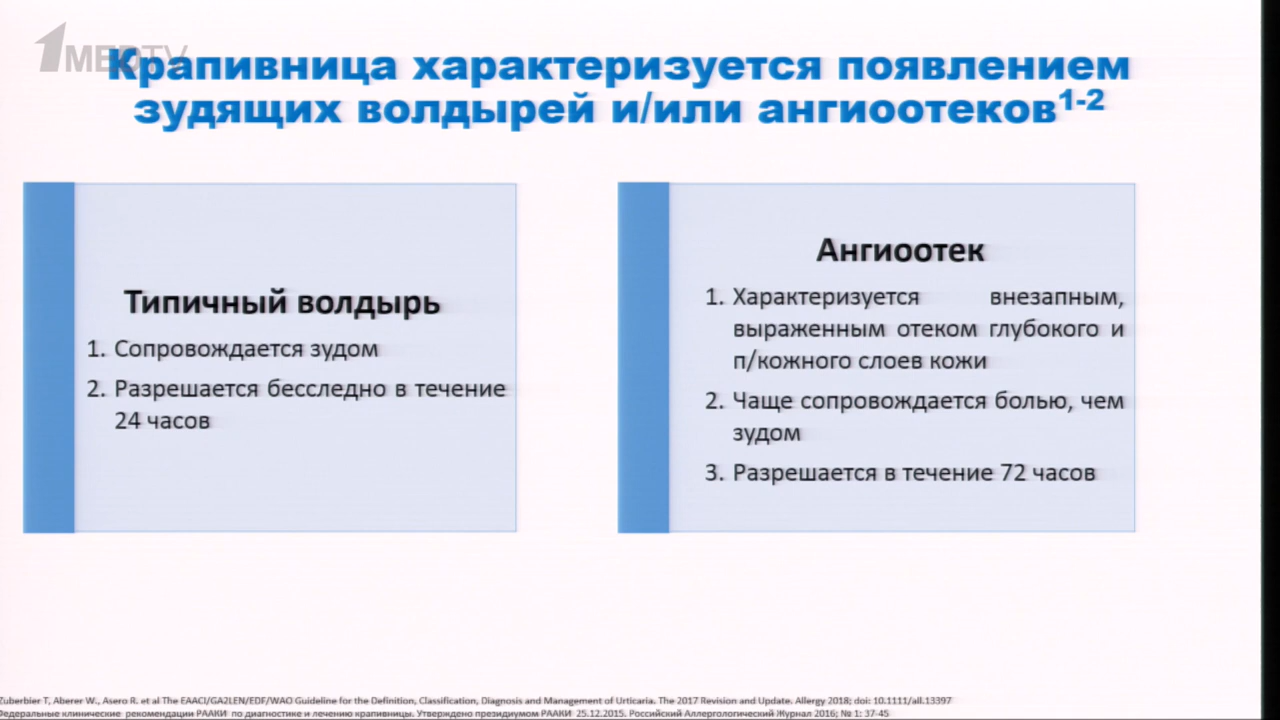 1MEDTV
Крапивница характеризуется появлением
зудящих волдырей и/или ангиоотеков1-2
Типичный волдырь
1. Сопровождается зудом
2. Разрешается бесследно в течение
24 часов
Ангиоотек
1. Характеризуется внезапным,
выраженным отеком глубокого и
п/кожного слоев кожи
2. Чаще сопровождается болью, чем
зудом
3. Разрешается в течение 72 часов
Zuberbier T, Aberer W., Asero R. et al The EAACI/GA2LEN/EDF/WAO Guideline for the Definition, Classification, Diagnosis and Management of Urticaria. The 2017 Revision and Update. Allergy 2018; doi: 10.1111/all.13397
Федеральные клинические рекомендации РААКИ по диагностике и лечению крапивницы. Утверждено президиумом РААКИ 25.12.2015. Российский Аллергологический Журнал 2016; № 1: 37-45